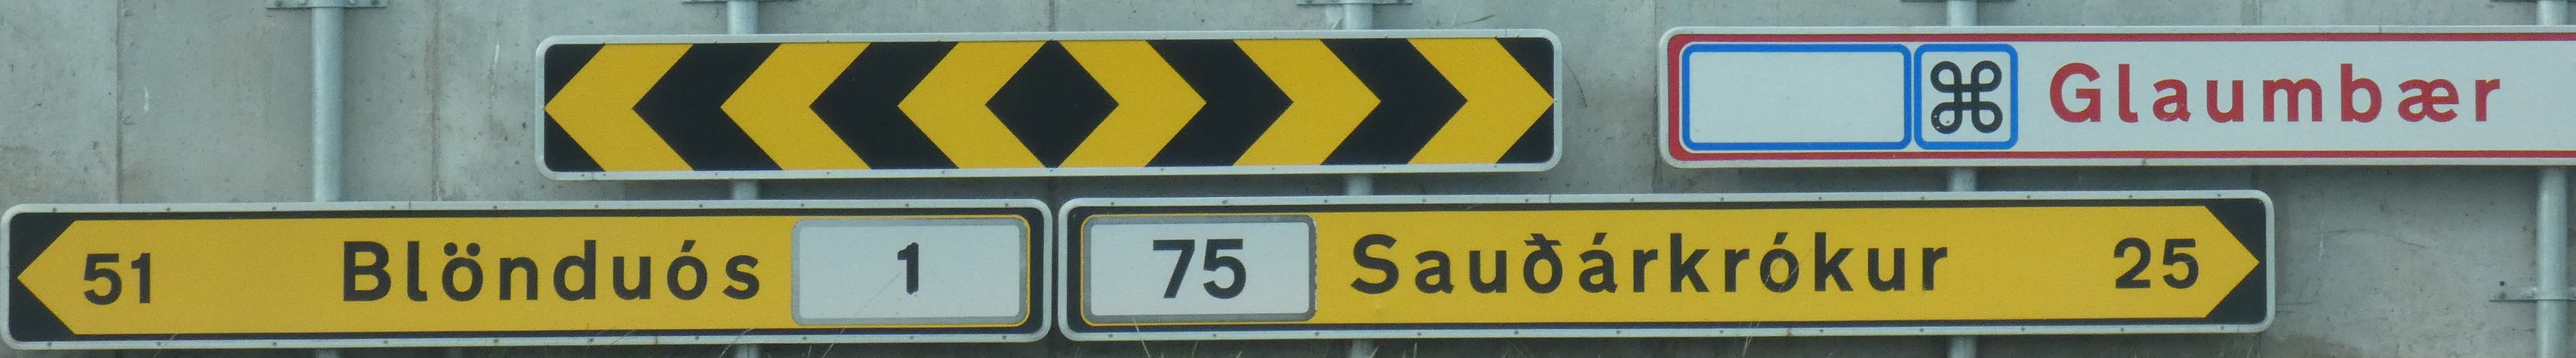 Glaumbær
51 Blönduós 1
75 Sauðárkrókur 25